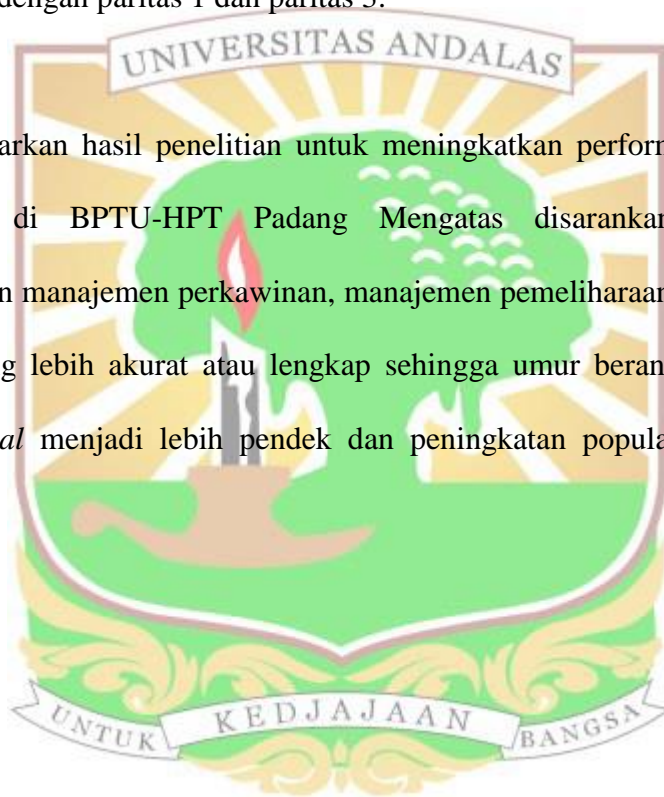 dengan paritas 1 dan paritas 3.
UNIVERSITAS ANDALAS
arkan hasil penelitian untuk meningkatkan perform
di BPTU-HPT Padang Mengatas disarankan
n manajemen perkawinan, manajemen pemeliharaan
g lebih akurat atau lengkap sehingga umur beran
al menjadi lebih pendek dan peningkatan popula
UNTUK KEDJAJAAN BANGSA